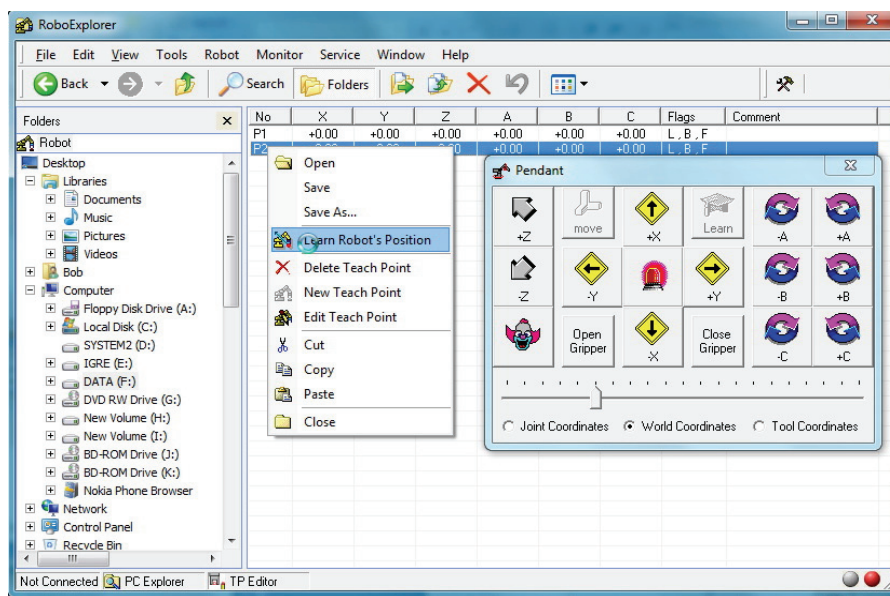 RoboExplorer
File Edit View Tools Robot Monitor Service Window Help
Back Search Folders
Folders
Robot
Desktop
Libraries
Documents
Music
Pictures
Videos
Bob
Computer
Floppy Disk Drive (A:)
Local Disk (C:)
SYSTEM2 (D:)
IGRE (E:)
DATA (F:)
DVD RW Drive (G:)
New Volume (H:)
New Volume (I:)
BD-ROM Drive (J:)
BD-ROM Drive (K:)
Nokia Phone Browser
Network
Control Panel
Recycle Bin
No X Y Z A B C Flags Comment
P1 +0.00 +0.00 +0.00 +0.00 +0.00 +0.00 L , B , F
P2 +0.00 +0.00 +0.00 L , B , F
Open
Save
Save As...
Learn Robot's Position
Delete Teach Point
New Teach Point
Edit Teach Point
Cut
Copy
Paste
Close
Pendant
+Z move +X Learn -A +A
-Z -Y +Y -B +B
Open Gripper -X Close Gripper -C +C
Joint Coordinates World Coordinates Tool Coordinates
Not Connected PC Explorer TP Editor